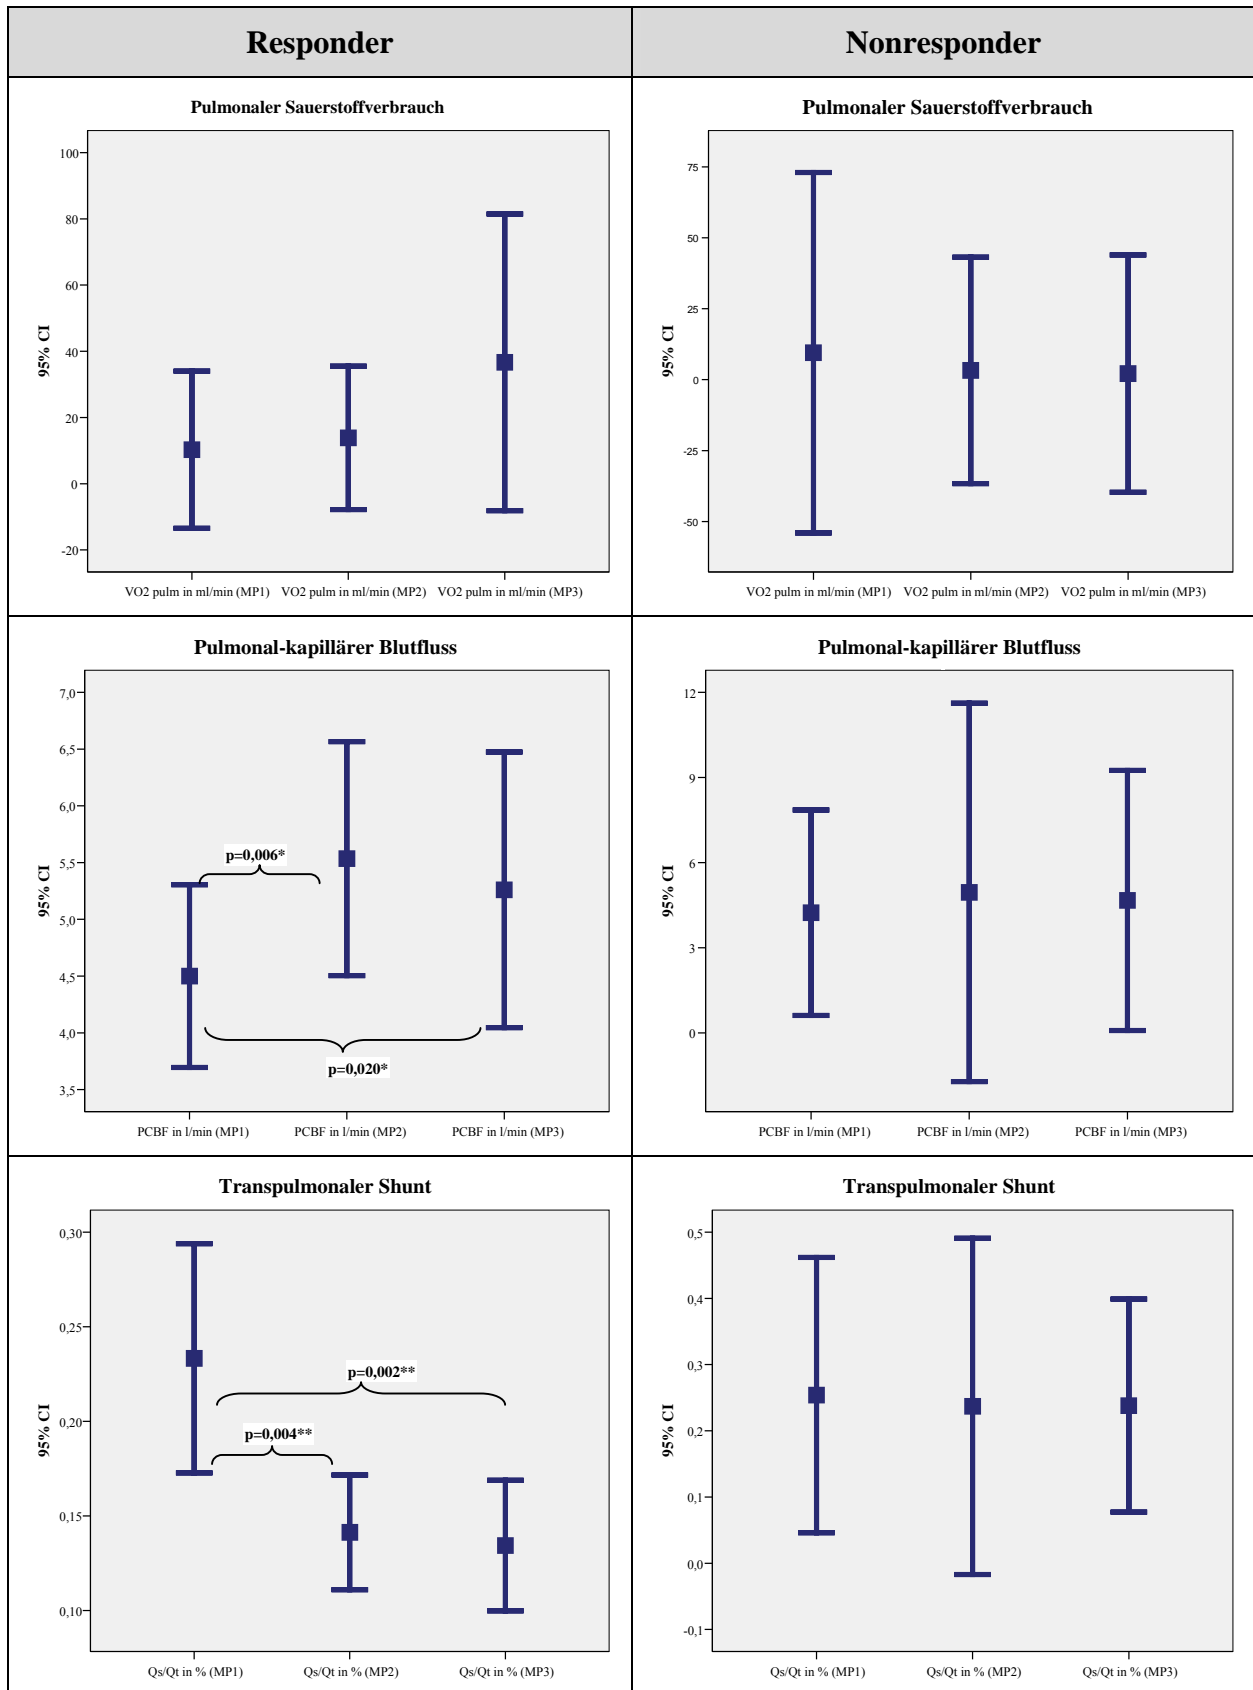 Responder
Nonresponder
Pulmonaler Sauerstoffverbrauch
100
80
60
40
20
0
-20
95% CI
VO2 pulm in ml/min (MP1) VO2 pulm in ml/min (MP2) VO2 pulm in ml/min (MP3)
Pulmonaler Sauerstoffverbrauch
75
50
25
0
-25
-50
95% CI
VO2 pulm in ml/min (MP1) VO2 pulm in ml/min (MP2) VO2 pulm in ml/min (MP3)
Pulmonal-kapillärer Blutfluss
7,0
6,5
6,0
5,5
5,0
4,5
4,0
3,5
95% CI
p=0,006*
p=0,020*
PCBF in l/min (MP1) PCBF in l/min (MP2) PCBF in l/min (MP3)
Pulmonal-kapillärer Blutfluss
12
9
6
3
0
95% CI
PCBF in l/min (MP1) PCBF in l/min (MP2) PCBF in l/min (MP3)
Transpulmonaler Shunt
0,30
0,25
0,20
0,15
0,10
95% CI
p=0,002**
p=0,004**
Qs/Qt in % (MP1) Qs/Qt in % (MP2) Qs/Qt in % (MP3)
Transpulmonaler Shunt
0,5
0,4
0,3
0,2
0,1
0,0
-0,1
95% CI
Qs/Qt in % (MP1) Qs/Qt in % (MP2) Qs/Qt in % (MP3)